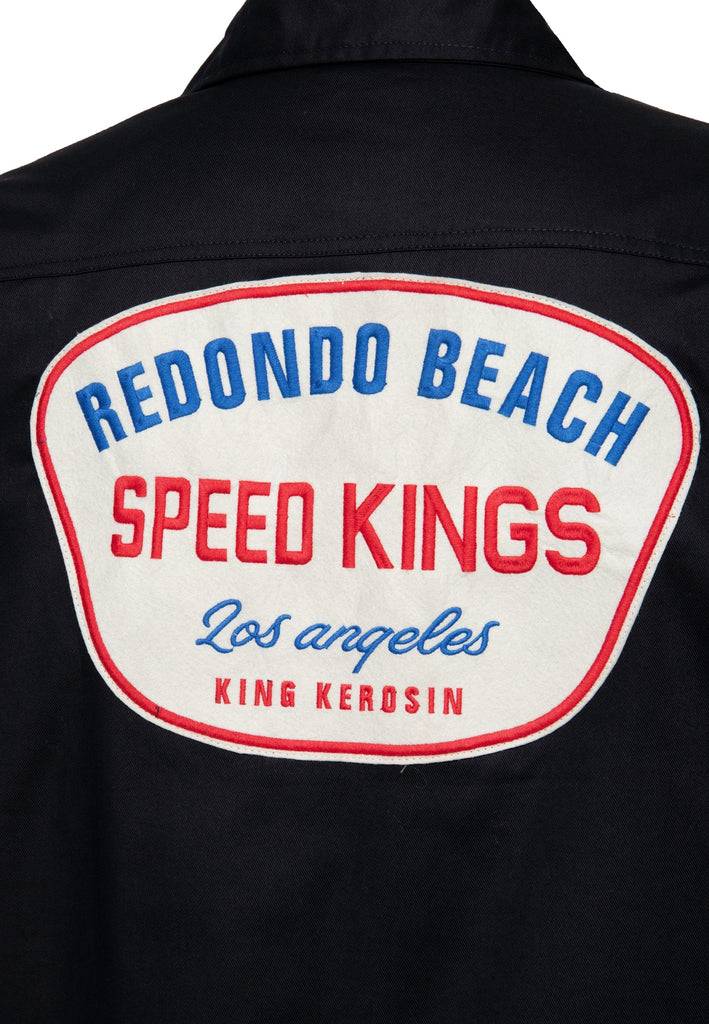 REDONDO BEACH
SPEED KINGS
Los angeles
KING KEROSIN